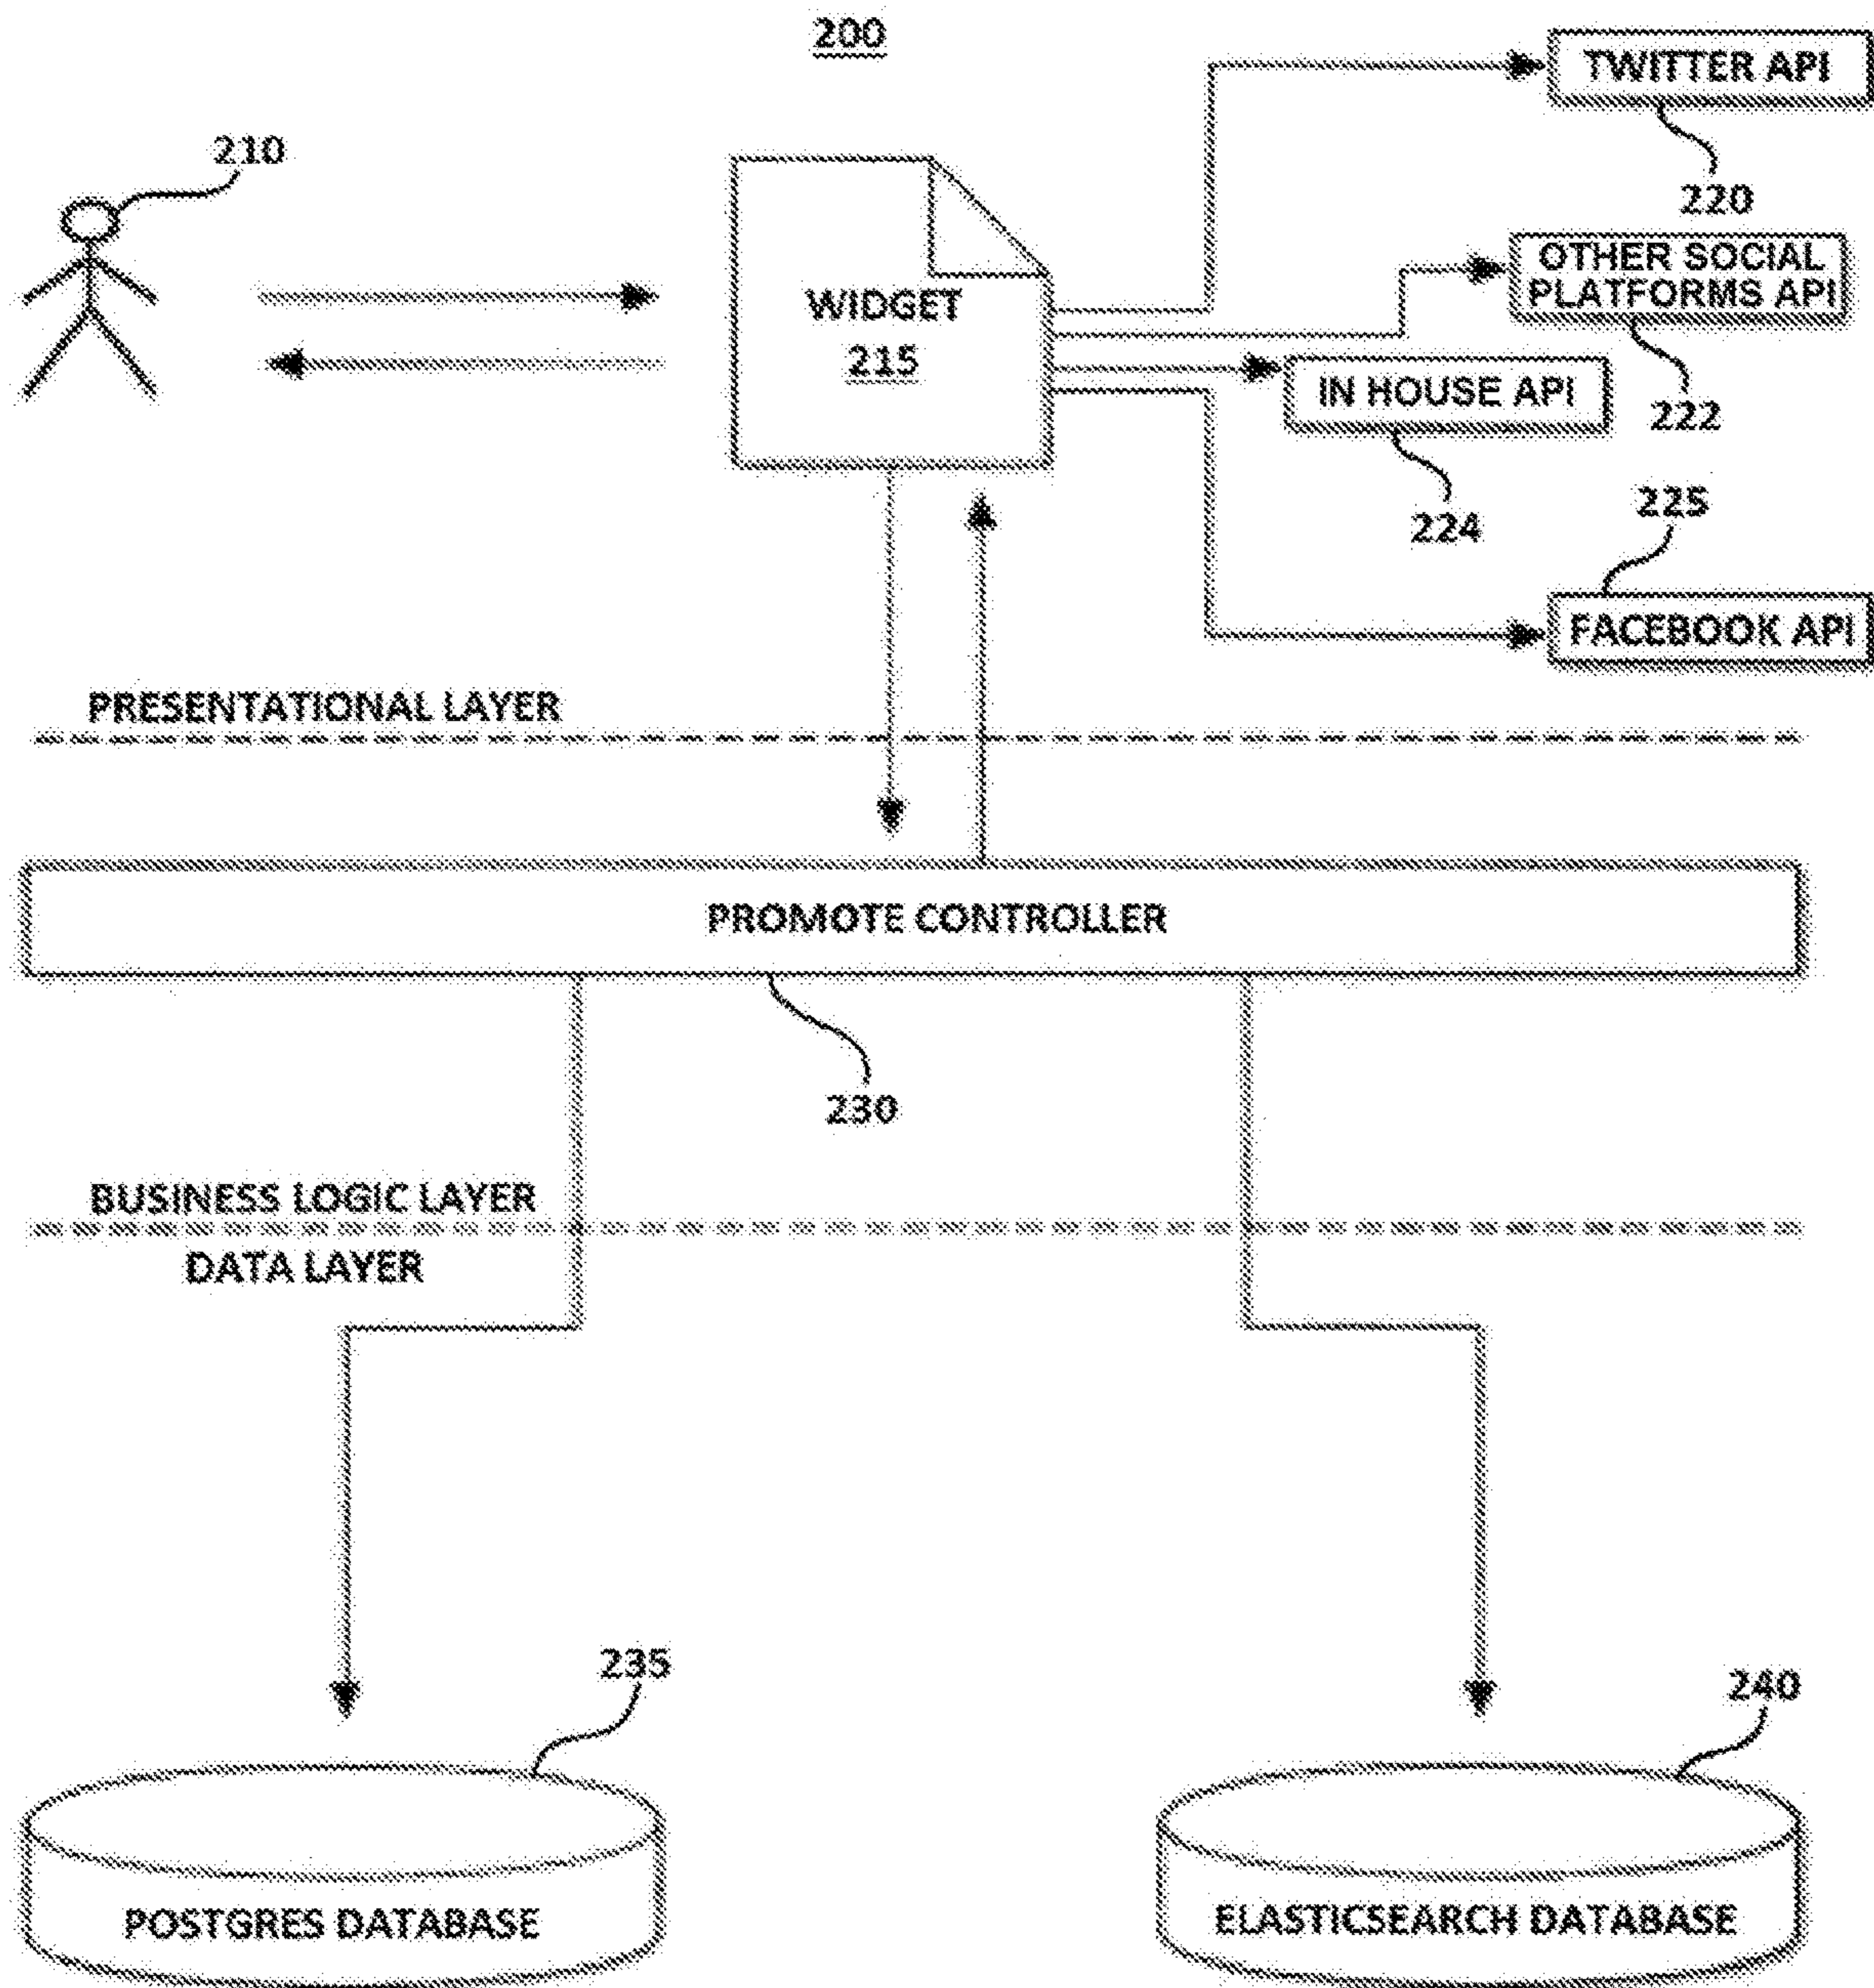 200
TWITTER API
210
220
OTHER SOCIAL
PLATFORMS API
WIDGET
215
IN HOUSE API
222
224
225
FACEBOOK API
PRESENTATIONAL LAYER
PROMOTE CONTROLLER
230
BUSINESS LOGIC LAYER
DATA LAYER
235
240
POSTGRES DATABASE
ELASTICSEARCH DATABASE